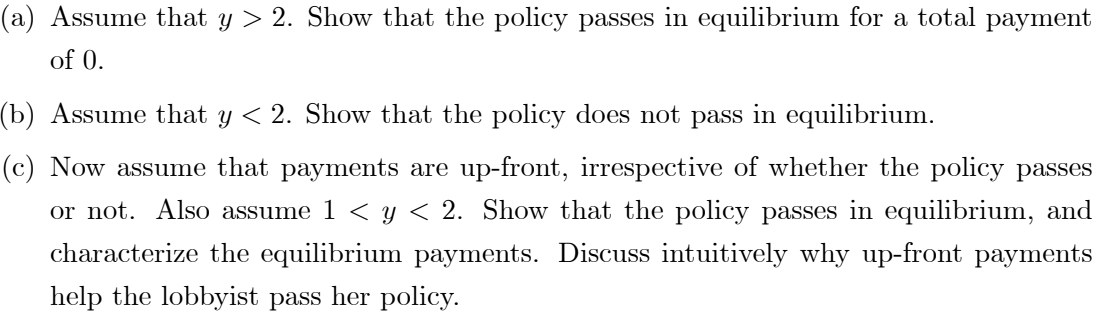 (a) Assume that y > 2. Show that the policy passes in equilibrium for a total payment
of 0.
(b) Assume that y < 2. Show that the policy does not pass in equilibrium.
(c) Now assume that payments are up-front, irrespective of whether the policy passes
or not. Also assume 1 < y < 2. Show that the policy passes in equilibrium, and
characterize the equilibrium payments. Discuss intuitively why up-front payments
help the lobbyist pass her policy.